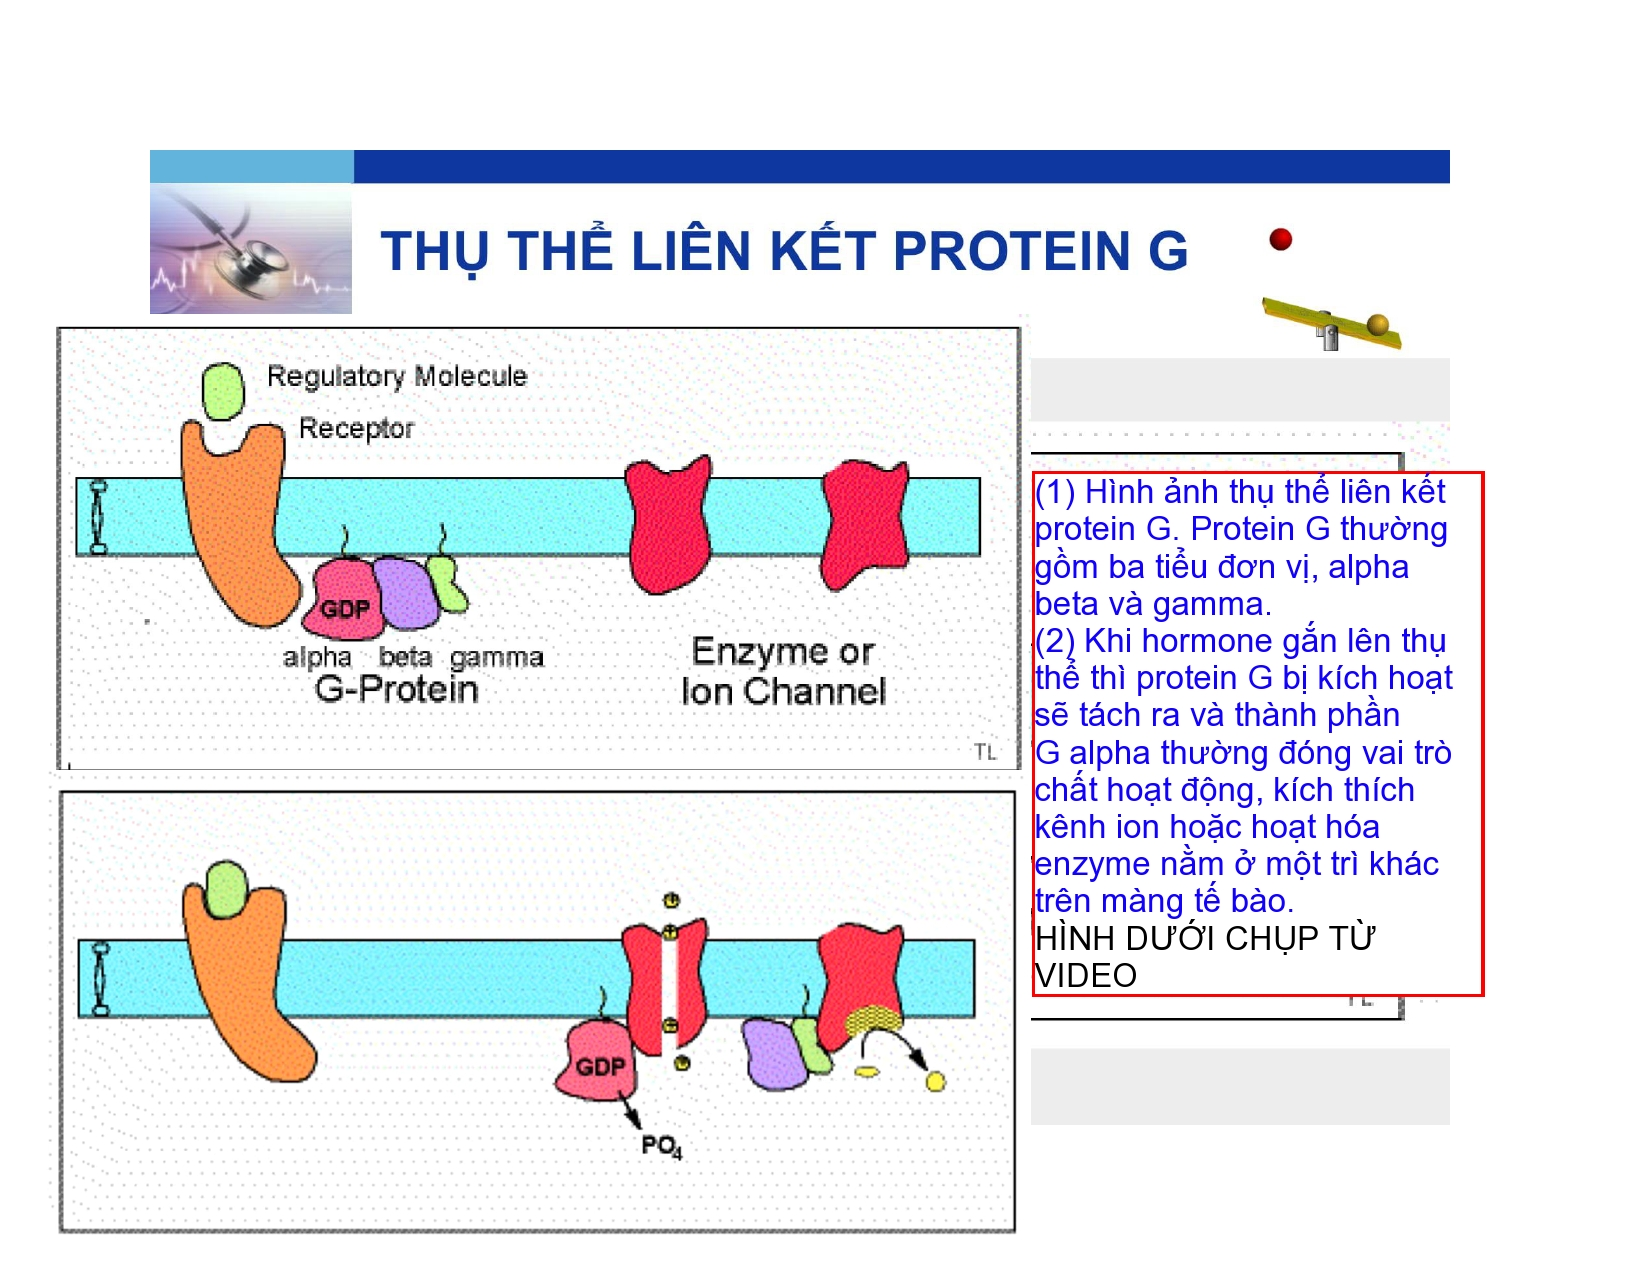 THỤ THỂ LIÊN KẾT PROTEIN G
Regulatory Molecule
Receptor
GDP
alpha beta gamma
G-Protein
Enzyme or
Ion Channel
TL
(1) Hình ảnh thụ thể liên kết
protein G. Protein G thường
gồm ba tiểu đơn vị, alpha
beta và gamma.
(2) Khi hormone gắn lên thụ
thể thì protein G bị kích hoạt
sẽ tách ra và thành phần
G alpha thường đóng vai trò
chất hoạt động, kích thích
kênh ion hoặc hoạt hóa
enzyme nằm ở một trì khác
trên màng tế bào.
HÌNH DƯỚI CHỤP TỪ
VIDEO
GDP
PO4